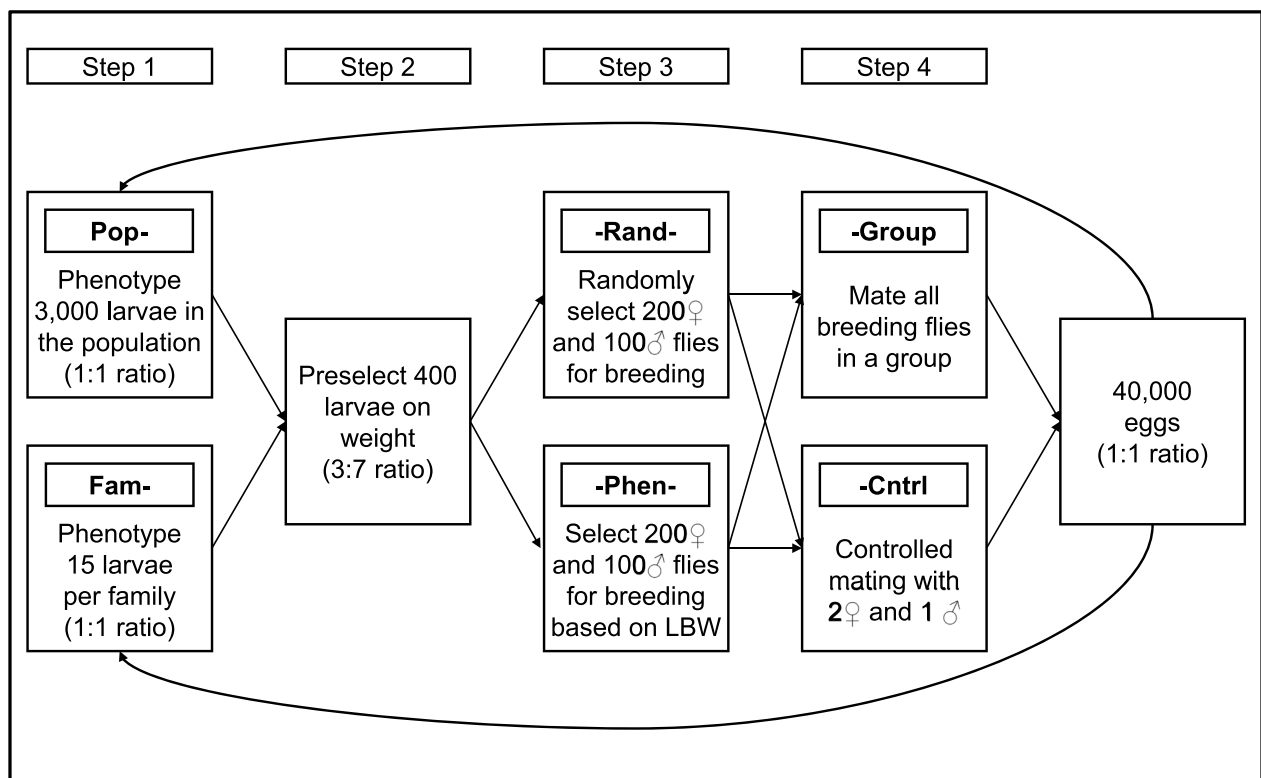 Step 1
Step 2
Step 3
Step 4
Pop-
Phenotype
3,000 larvae in
the population
(1:1 ratio)
Fam-
Phenotype
15 larvae
per family
(1:1 ratio)
Preselect 400
larvae on
weight
(3:7 ratio)
-Rand-
Randomly
select 200♀
and 100♂ flies
for breeding
-Phen-
Select 200♀
and 100♂ flies
for breeding
based on LBW
-Group
Mate all
breeding flies
in a group
-Cntrl
Controlled
mating with
2♀ and 1 ♂
40,000
eggs
(1:1 ratio)